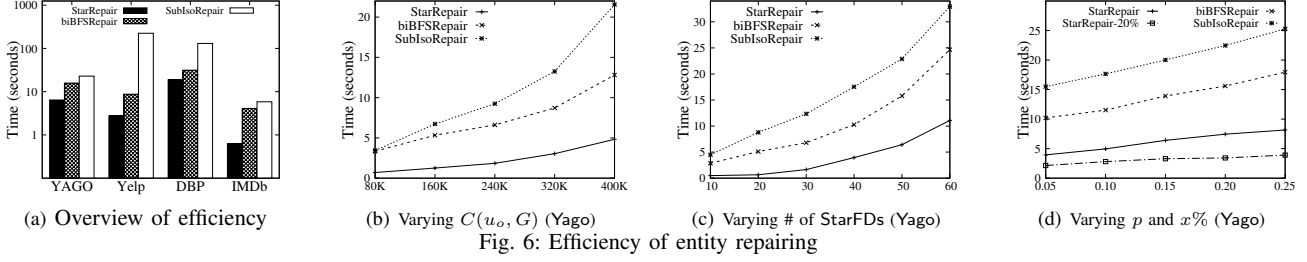 StarRepair
biBFSRepair
SubIsoRepair
Time (seconds)
1000
100
10
1
YAGO Yelp DBP IMDb
(a) Overview of efficiency
StarRepair
biBFSRepair
SubIsoRepair
Time (seconds)
20
15
10
5
0
80K 160K 240K 320K 400K
(b) Varying C(u_o, G) (Yago)
StarRepair
biBFSRepair
SubIsoRepair
Time (seconds)
30
25
20
15
10
5
0
10 20 30 40 50 60
(c) Varying # of StarFDs (Yago)
StarRepair
StarRepair-20%
biBFSRepair
SubIsoRepair
Time (seconds)
30
25
20
15
10
5
0
0.05 0.10 0.15 0.20 0.25
(d) Varying p and x% (Yago)
Fig. 6: Efficiency of entity repairing